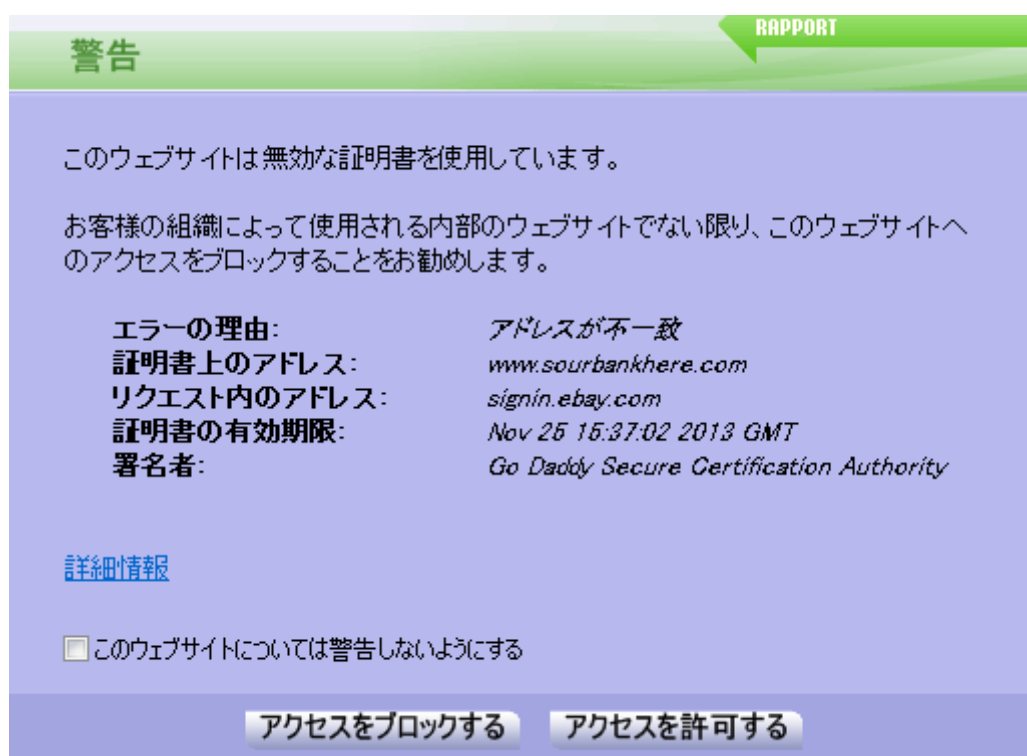 RAPPORT
警告
このウェブサイトは無効な証明書を使用しています。
お客様の組織によって使用される内部のウェブサイトでない限り、このウェブサイトへ
のアクセスをブロックすることをお勧めします。
エラーの理由: アドレスが不一致
証明書上のアドレス: www.sourbankhere.com
リクエスト内のアドレス: signin.ebay.com
証明書の有効期限: Nov 25 15:37:02 2013 GMT
署名者: Go Daddy Secure Certification Authority
詳細情報
このウェブサイトについては警告しないようにする
アクセスをブロックする アクセスを許可する